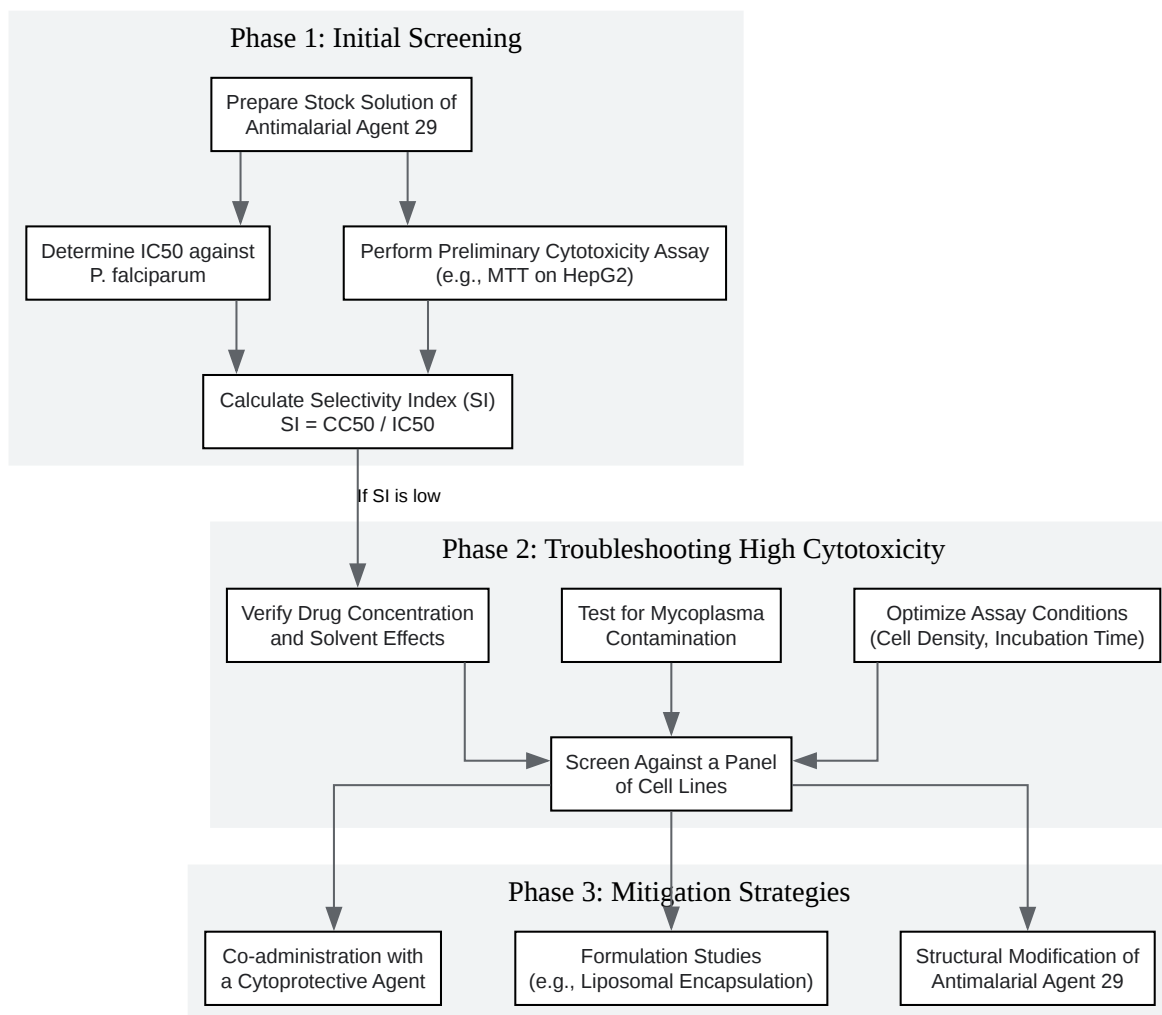 Phase 1: Initial Screening
Prepare Stock Solution of
Antimalarial Agent 29
Determine IC50 against
P. falciparum
Perform Preliminary Cytotoxicity Assay
(e.g., MTT on HepG2)
Calculate Selectivity Index (SI)
SI = CC50 / IC50
If SI is low
Phase 2: Troubleshooting High Cytotoxicity
Verify Drug Concentration
and Solvent Effects
Test for Mycoplasma
Contamination
Optimize Assay Conditions
(Cell Density, Incubation Time)
Screen Against a Panel
of Cell Lines
Phase 3: Mitigation Strategies
Co-administration with
a Cytoprotective Agent
Formulation Studies
(e.g., Liposomal Encapsulation)
Structural Modification of
Antimalarial Agent 29